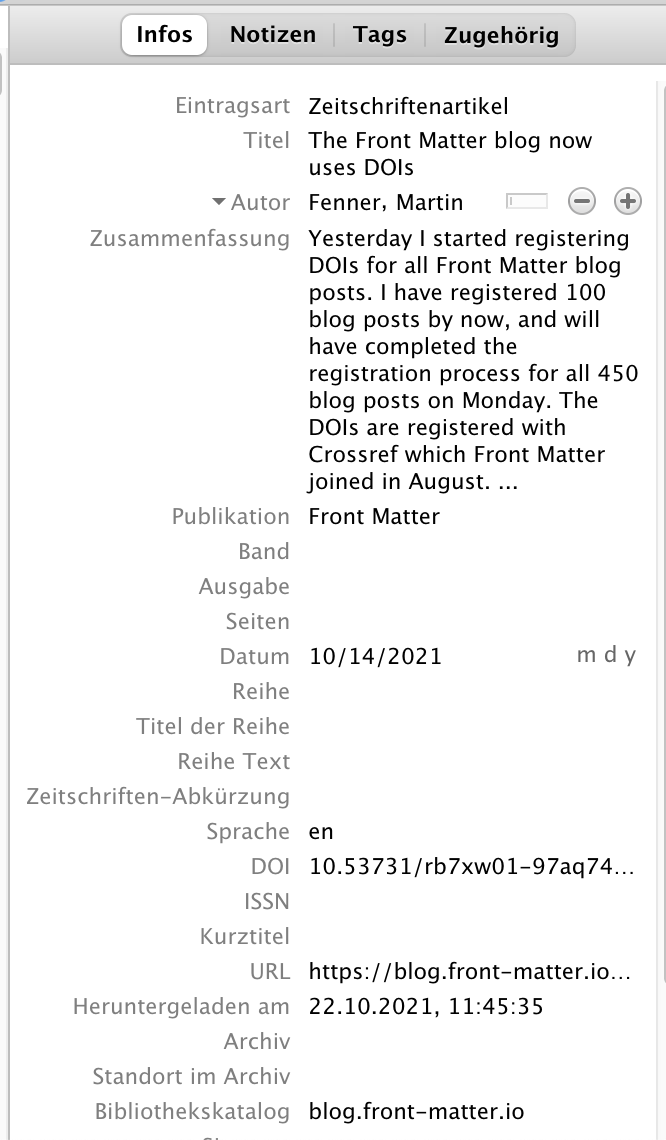 Infos Notizen Tags Zugehörig
Eintragsart Zeitschriftenartikel
Titel The Front Matter blog now
uses DOIs
Autor Fenner, Martin
Zusammenfassung Yesterday I started registering
DOIs for all Front Matter blog
posts. I have registered 100
blog posts by now, and will
have completed the
registration process for all 450
blog posts on Monday. The
DOIs are registered with
Crossref which Front Matter
joined in August. ...
Publikation Front Matter
Band
Ausgabe
Seiten
Datum 10/14/2021 m d y
Reihe
Titel der Reihe
Reihe Text
Zeitschriften-Abkürzung
Sprache en
DOI 10.53731/rb7xw01-97aq74...
ISSN
Kurztitel
URL https://blog.front-matter.io...
Heruntergeladen am 22.10.2021, 11:45:35
Archiv
Standort im Archiv
Bibliothekskatalog blog.front-matter.io